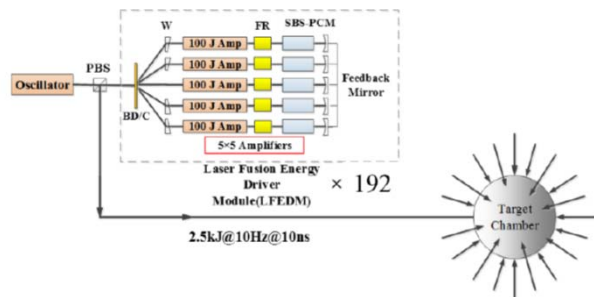 W
FR
SBS-PCM
PBS
100 J Amp
100 J Amp
Oscillator
100 J Amp
Feedback
Mirror
100 J Amp
BD/C
100 J Amp
5×5 Amplifiers
Laser Fusion Energy
Driver
Module(LFEDM)
× 192
Target
Chamber
2.5kJ@10Hz@10ns